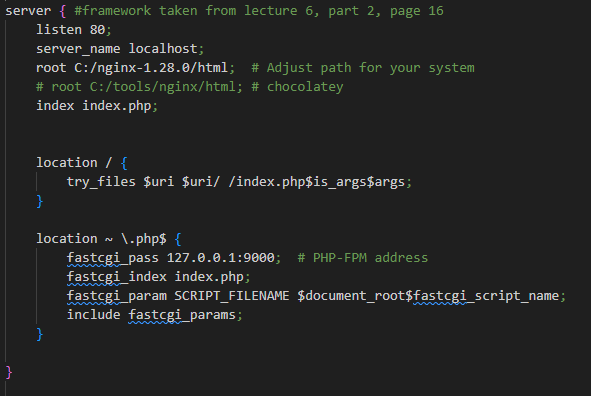 server { #framework taken from lecture 6, part 2, page 16
listen 80;
server_name localhost;
root C:/nginx-1.28.0/html;  # Adjust path for your system
# root C:/tools/nginx/html; # chocolatey
index index.php;
location / {
try_files $uri $uri/ /index.php$is_args$args;
}
location ~ \.php$ {
fastcgi_pass 127.0.0.1:9000;  # PHP-FPM address
fastcgi_index index.php;
fastcgi_param SCRIPT_FILENAME $document_root$fastcgi_script_name;
include fastcgi_params;
}
}